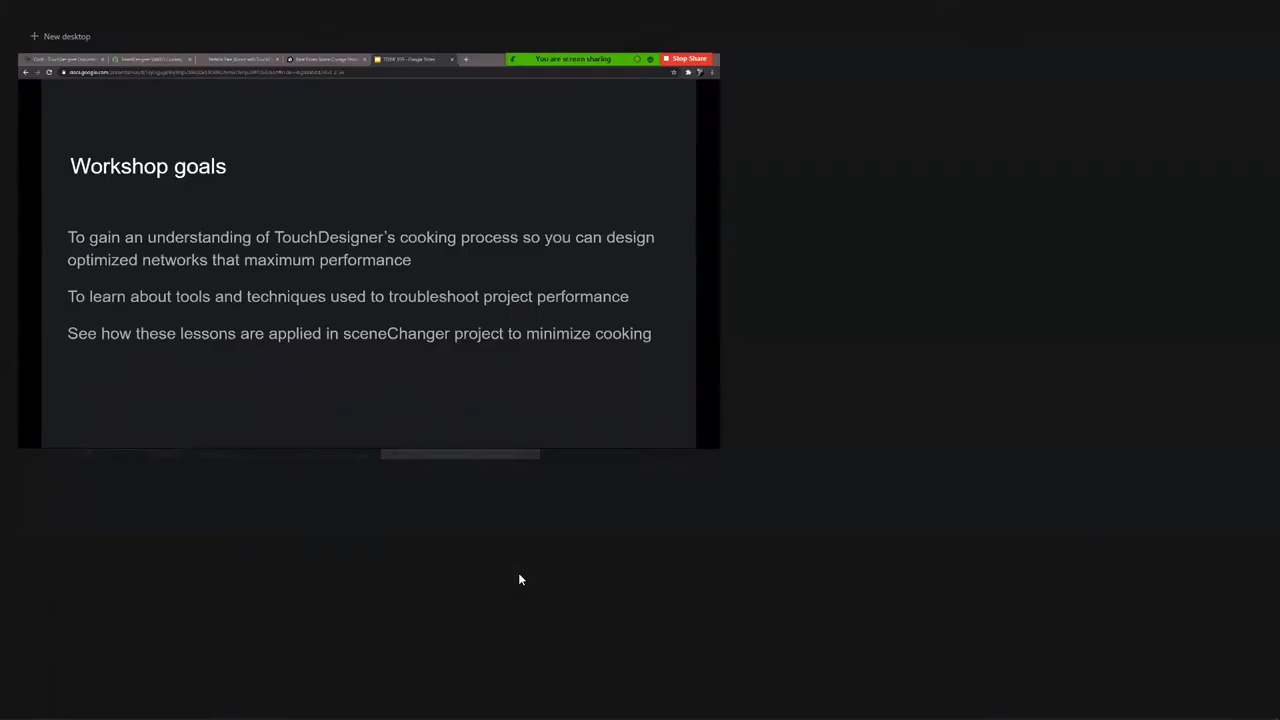 New desktop
You are screen sharing
Stop Share
Workshop goals
To gain an understanding of TouchDesigner’s cooking process so you can design
optimized networks that maximum performance
To learn about tools and techniques used to troubleshoot project performance
See how these lessons are applied in sceneChanger project to minimize cooking